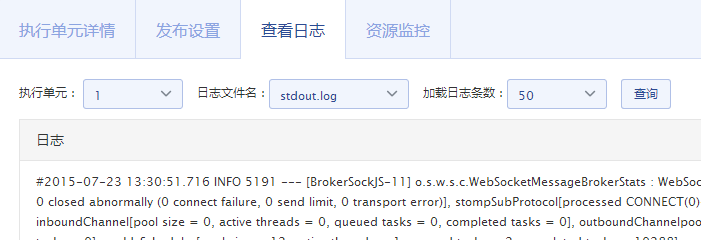 执行单元详情 发布设置 查看日志 资源监控
执行单元： 1 日志文件名： stdout.log 加载日志条数： 50 查询
日志
#2015-07-23 13:30:51.716 INFO 5191 --- [BrokerSockJS-11] o.s.w.s.c.WebSocketMessageBrokerStats : WebSoc
0 closed abnormally (0 connect failure, 0 send limit, 0 transport error)], stompSubProtocol[processed CONNECT(0)
inboundChannel[pool size = 0, active threads = 0, queued tasks = 0, completed tasks = 0], outboundChannelpoo